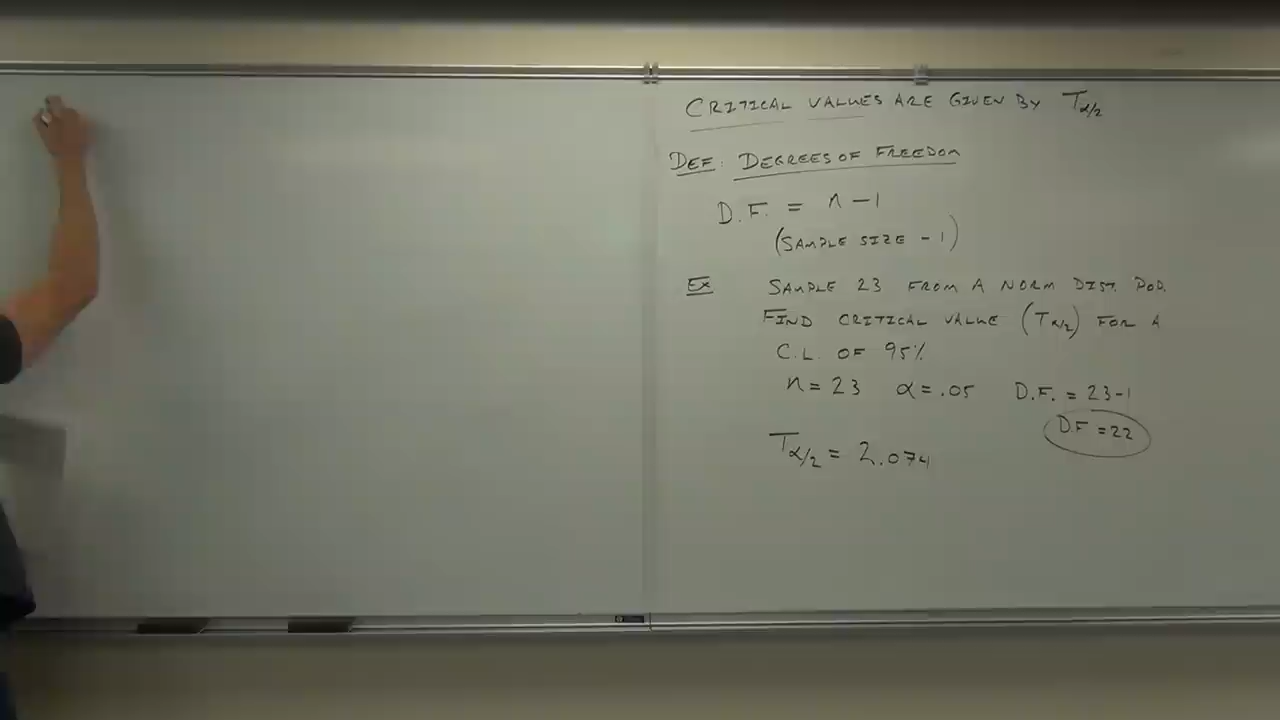 CRITICAL VALUES ARE GIVEN BY Tα/2
DEF: DEGREES OF FREEDOM
D.F. = n - 1
(SAMPLE SIZE - 1)
EX SAMPLE 23 FROM A NORM DIST. POP.
FIND CRITICAL VALUE (Tα/2) FOR A
C.L. OF 95%
n = 23 α = .05 D.F. = 23-1
D.F = 22
Tα/2 = 2.074